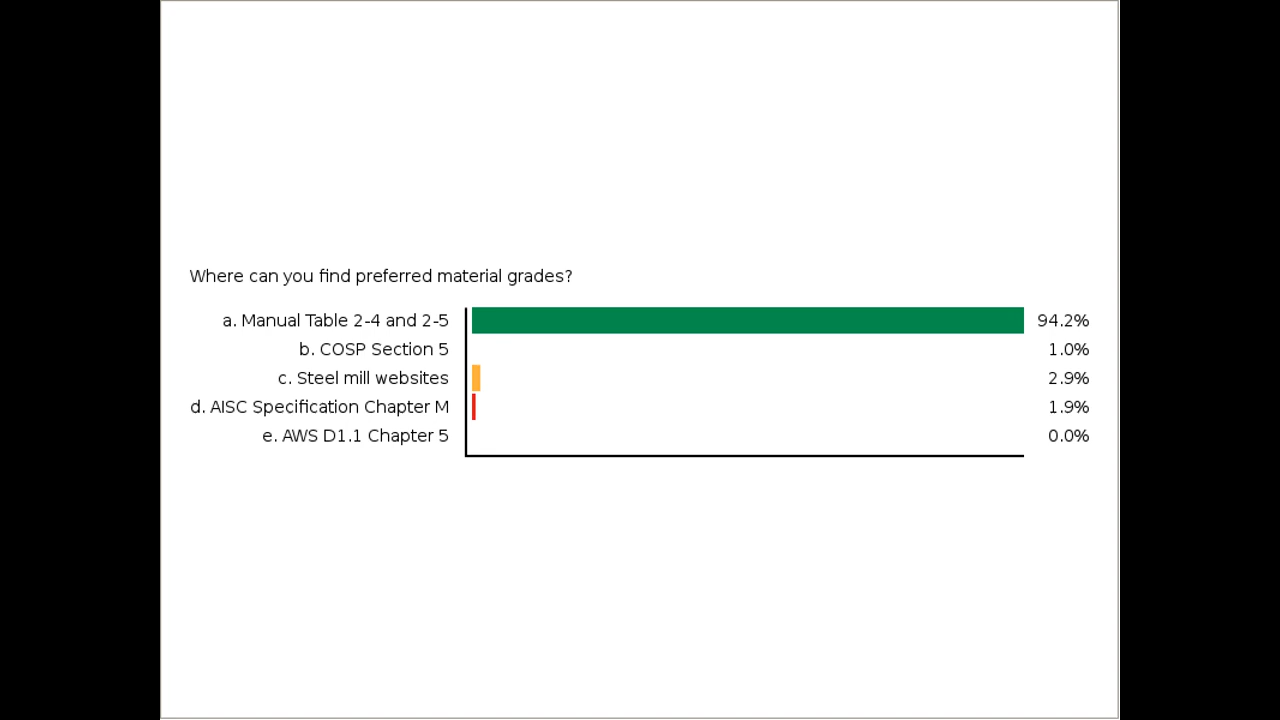 Where can you find preferred material grades?
a. Manual Table 2-4 and 2-5 94.2%
b. COSP Section 5 1.0%
c. Steel mill websites 2.9%
d. AISC Specification Chapter M 1.9%
e. AWS D1.1 Chapter 5 0.0%